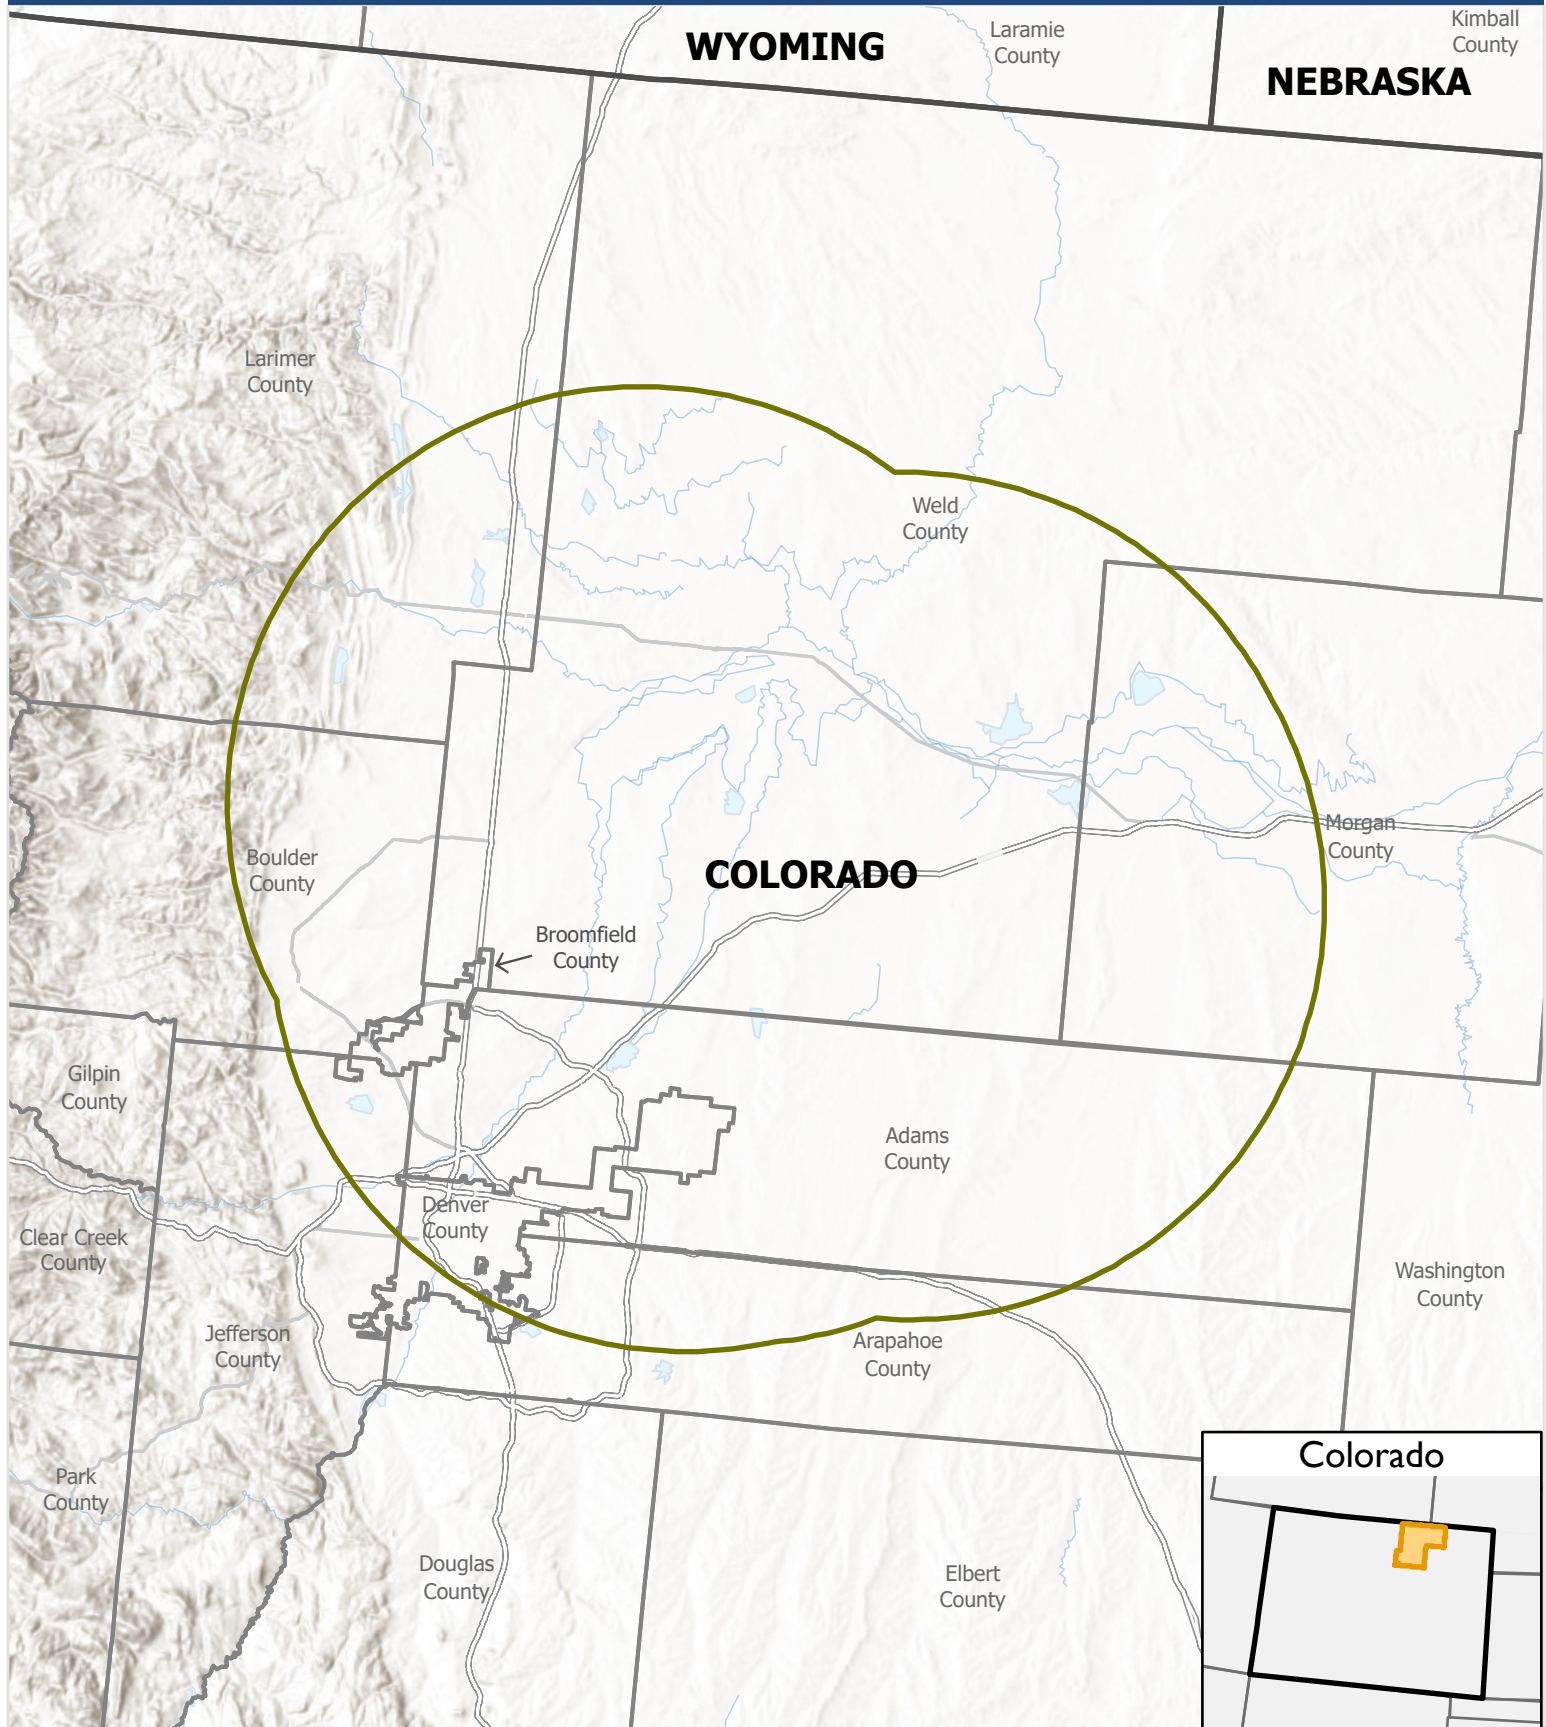 WYOMING
Laramie
County
Kimball
County
NEBRASKA
Larimer
County
Weld
County
Morgan
County
Boulder
County
COLORADO
Broomfield
County
Gilpin
County
Adams
County
Denver
County
Clear Creek
County
Washington
County
Jefferson
County
Arapahoe
County
Park
County
Douglas
County
Elbert
County
Colorado